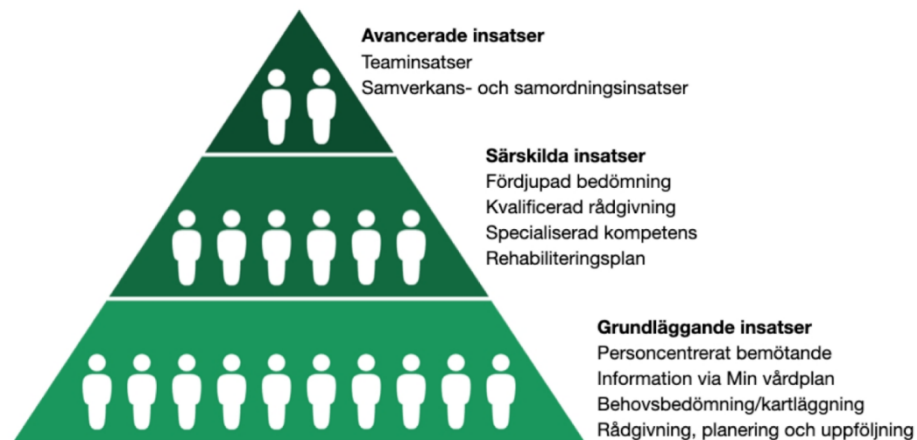 Avancerade insatser
Teaminsatser
Samverkans- och samordningsinsatser
Särskilda insatser
Fördjupad bedömning
Kvalificerad rådgivning
Specialiserad kompetens
Rehabiliteringsplan
Grundläggande insatser
Personcentrerat bemötande
Information via Min vårdplan
Behovsbedömning/kartläggning
Rådgivning, planering och uppföljning